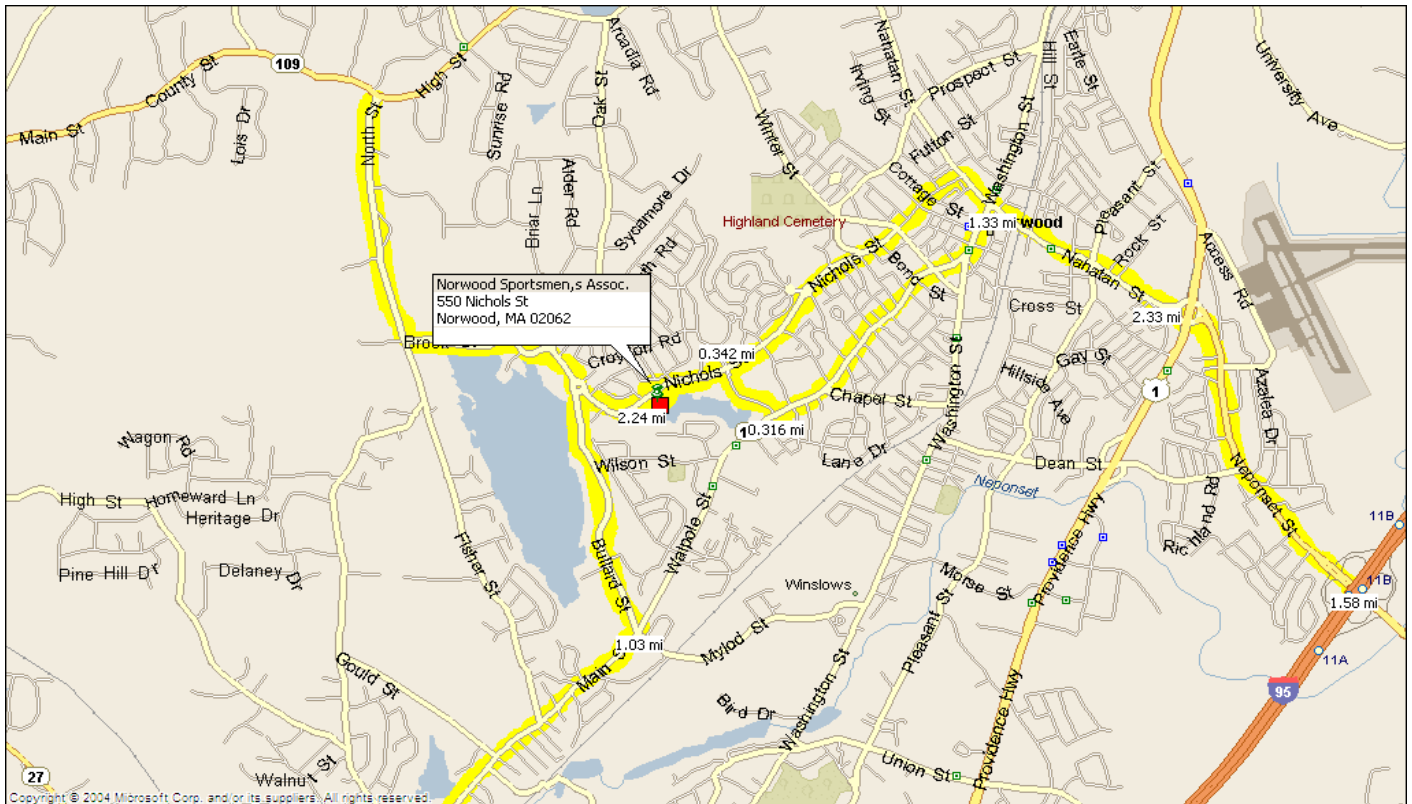 109
County St
High St
Main St
Lois Dr
North St
Sunrise Rd
Oak St
Arcadia Rd
Alder Rd
Briar Ln
Sycamore Dr
Winter St
Nahatan St
Irving St
Prospect St
Hill St
Earle St
University Ave
Fulton St
Cottage St
Washington St
Pleasant St
Rock St
Access Rd
Highland Cemetery
1.33 mi
wood
Nahatan St
Nichols St
Bond St
Cross St
2.33 mi
Norwood Sportsmen,s Assoc.
550 Nichols St
Norwood, MA 02062
Croydon Rd
0.342 mi
Nichols
Gay St
Hillside Ave
1
Azalea Dr
2.24 mi
Chapel St
0.316 mi
Washington St
Lane Dr
Dean St
Wilson St
Wagon Rd
High St
Homeward Ln
Heritage Dr
Neponset
Neponset St
Richland Rd
11B
Walpole St
Bullard St
Fisher St
Pine Hill Dr
Delaney Dr
Winslows
Morse St
Providence Hwy
11B
1.58 mi
1.03 mi
Mylod St
Pleasant St
11A
Main S
Gould St
Bird Dr
Washington St
95
Union St
Providence Hwy
27
Walnut St
Copyright © 2004 Microsoft Corp. and/or its suppliers. All rights reserved.